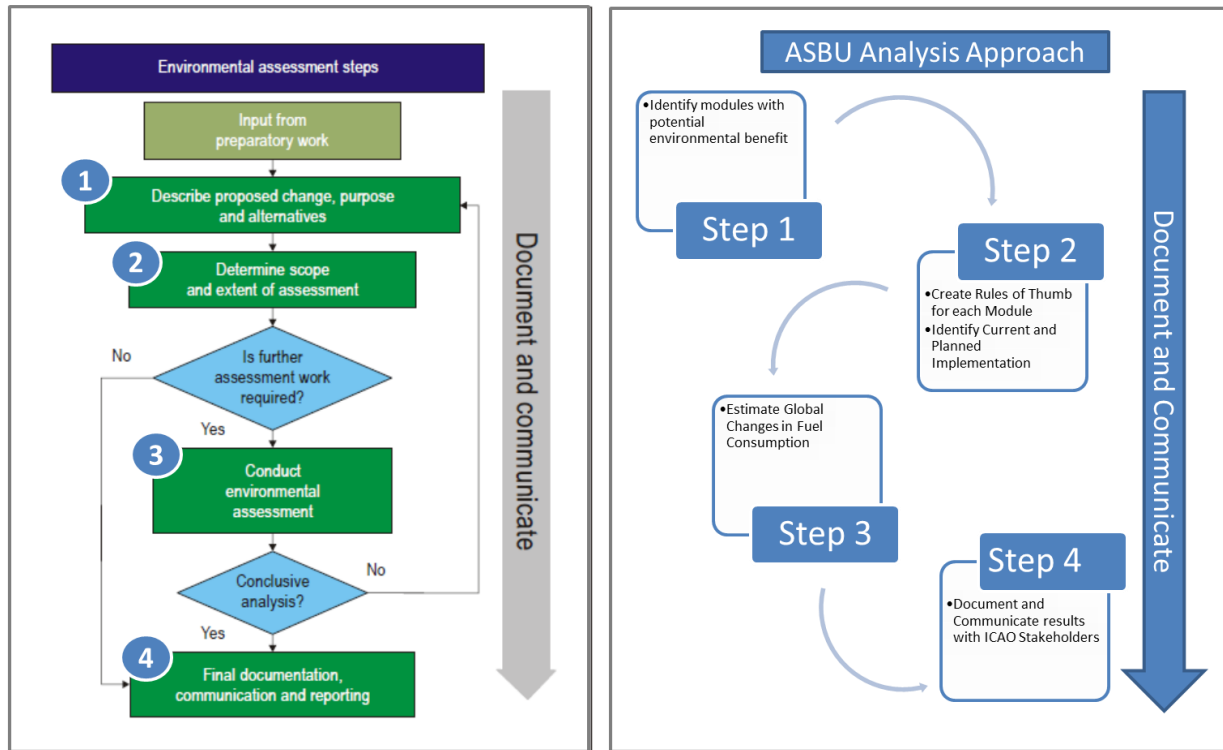 Environmental assessment steps
Input from
preparatory work
1
Describe proposed change, purpose
and alternatives
2
Determine scope
and extent of assessment
No
Is further
assessment work
required?
Yes
3
Conduct
environmental
assessment
No
Conclusive
analysis?
Yes
4
Final documentation,
communication and reporting
Document and communicate
ASBU Analysis Approach
•Identify modules with
potential
environmental benefit
Step 1
Step 2
•Create Rules of Thumb
for each Module
•Identify Current and
Planned
Implementation
•Estimate Global
Changes in Fuel
Consumption
Step 3
Step 4
•Document and
Communicate results
with ICAO Stakeholders
Document and Communicate